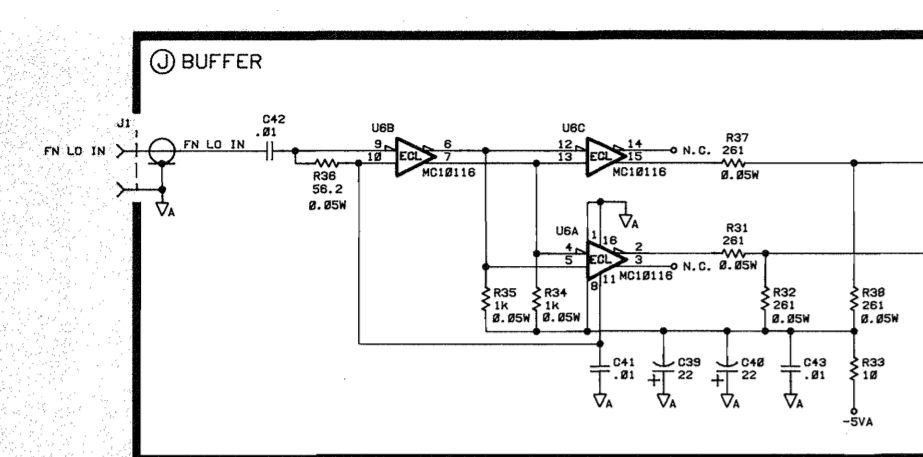 J BUFFER
J1
FN LO IN
FN LO IN
A
C42
.01
R36
56.2
0.05W
U6B
9
10
ECL
6
7
MC10116
U6C
12
13
ECL
14
15
MC10116
N.C.
R37
261
0.05W
U6A
1
16
A
4
5
ECL
2
3
MC10116
8
11
N.C.
R31
261
0.05W
R35
1k
0.05W
R34
1k
0.05W
R32
261
0.05W
R38
261
0.05W
C41
.01
A
C39
22
+
A
C40
22
+
A
C43
.01
A
R33
10
-5VA